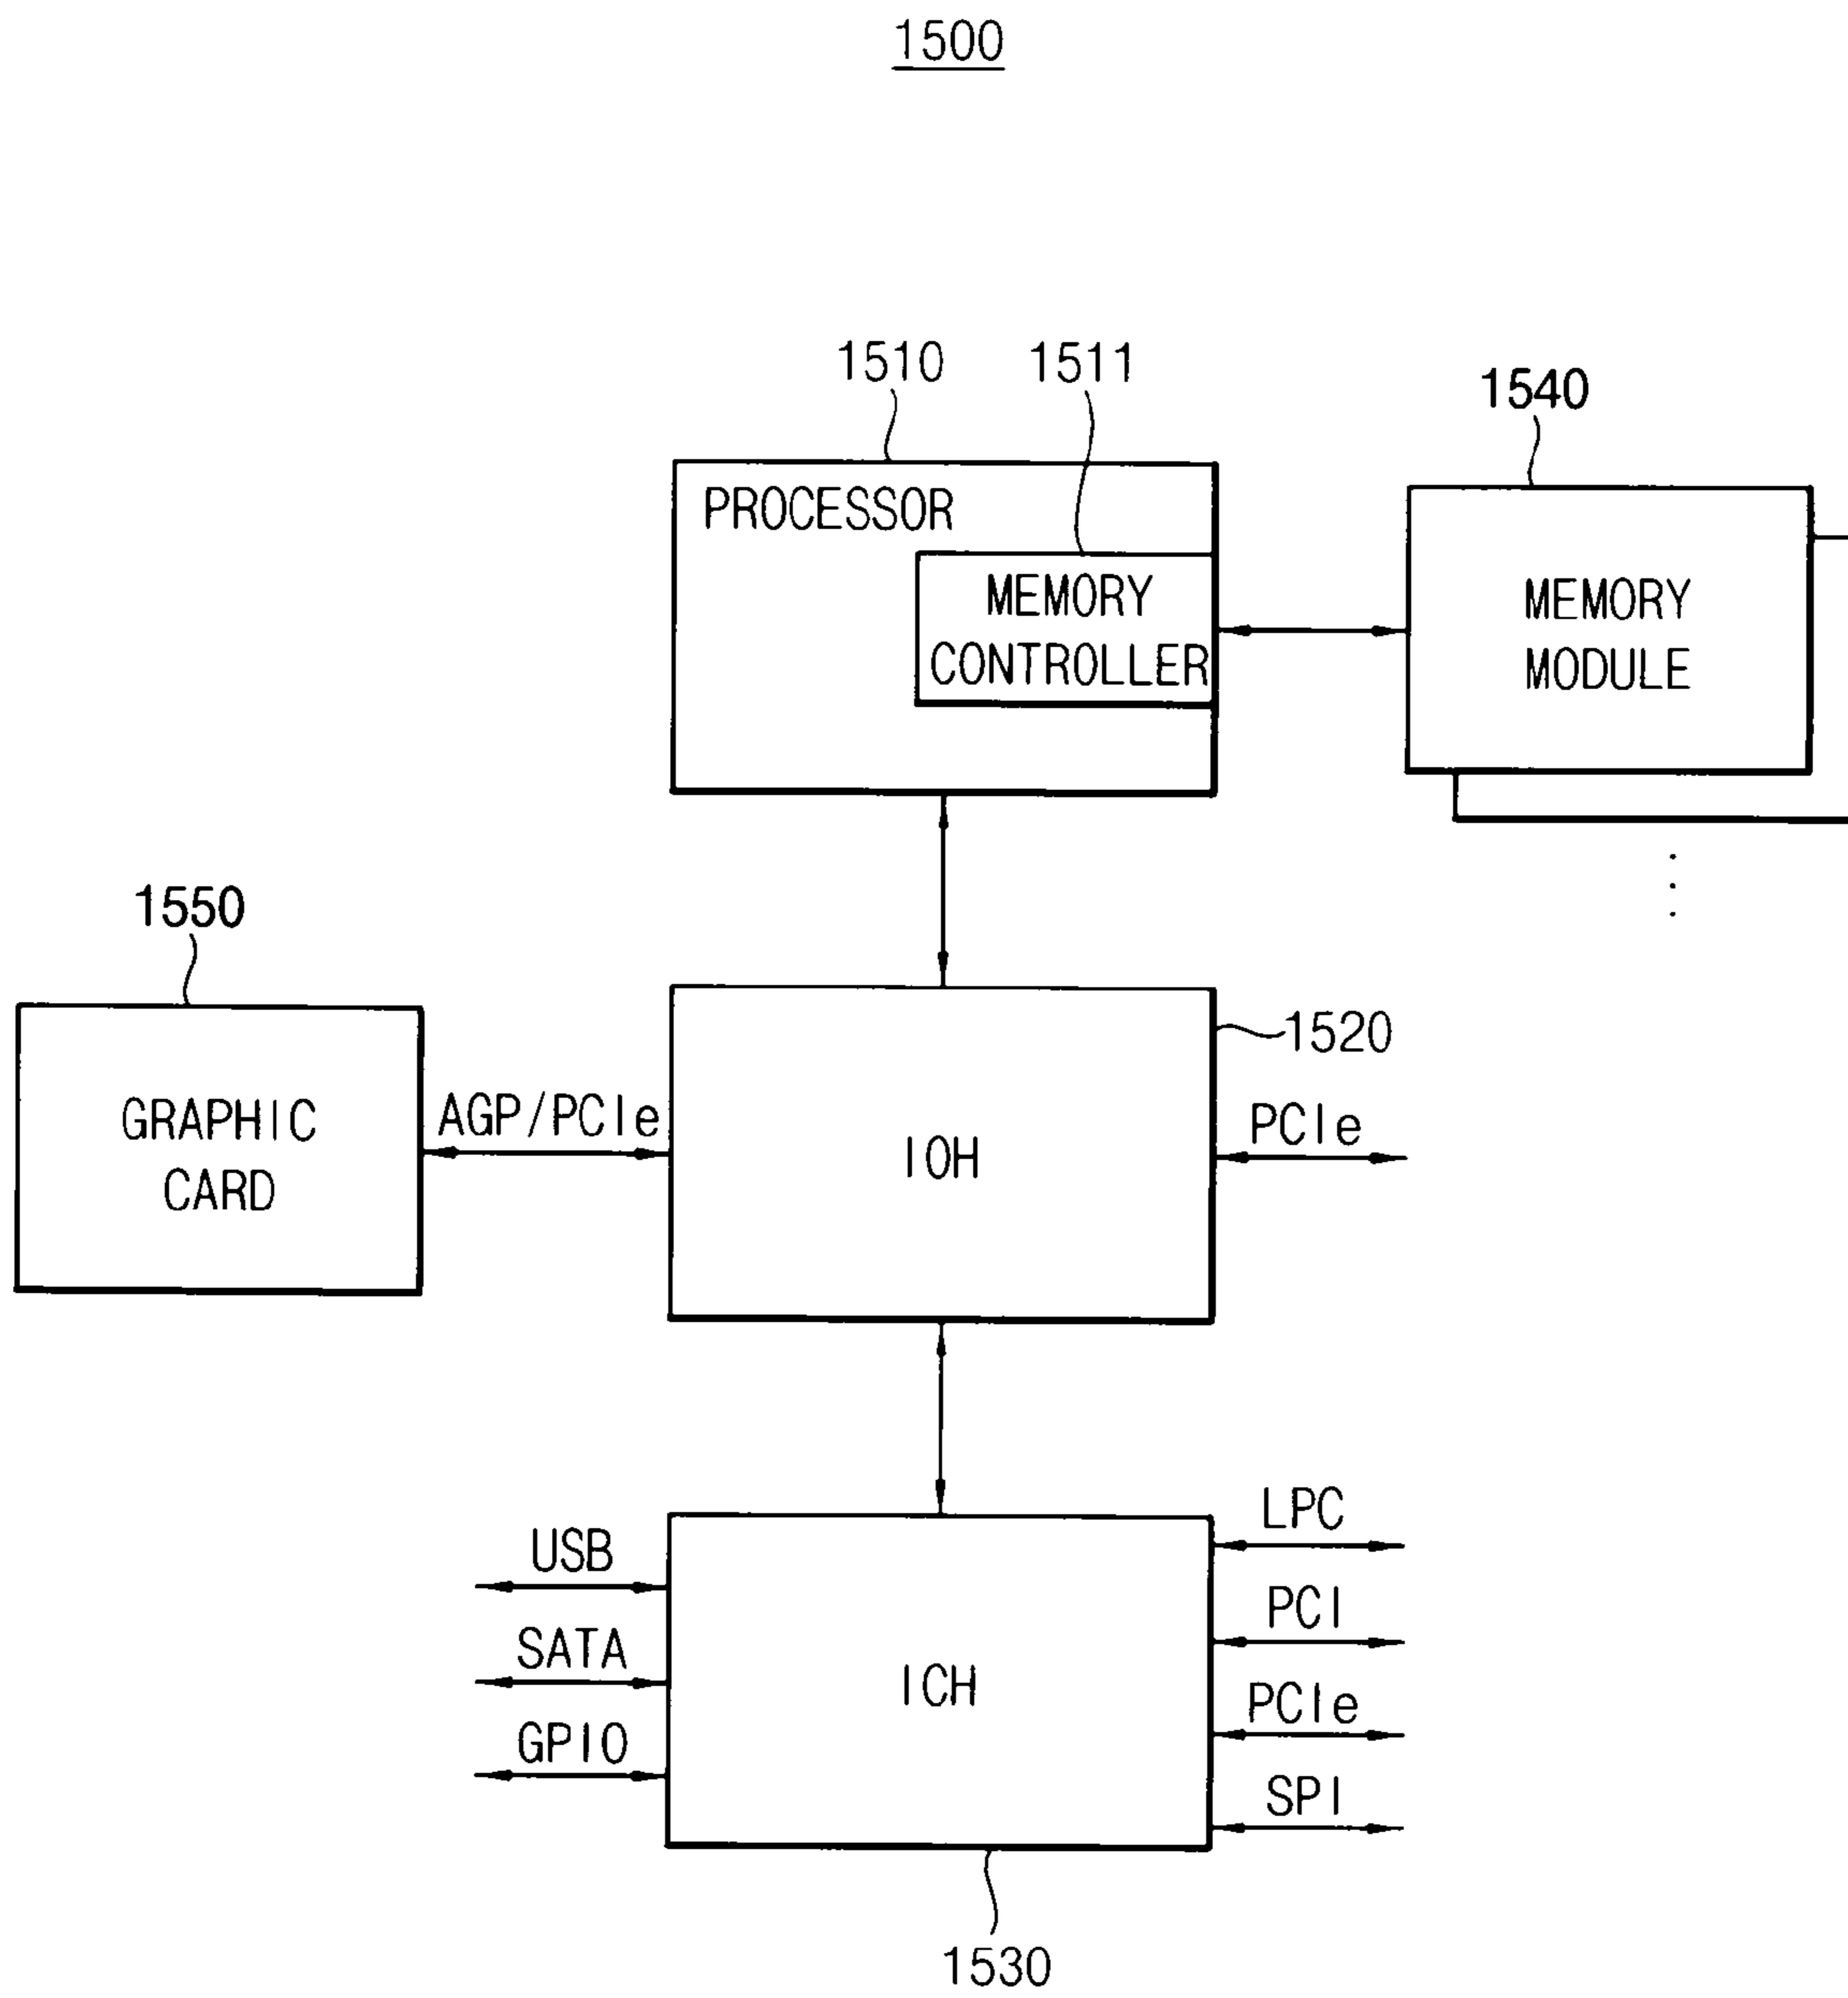 1500
1510
1511
1540
PROCESSOR
MEMORY
CONTROLLER
MEMORY
MODULE
1550
1520
GRAPHIC
CARD
AGP/PCIe
IOH
PCIe
USB
SATA
GPIO
ICH
LPC
PCI
PCIe
SPI
1530